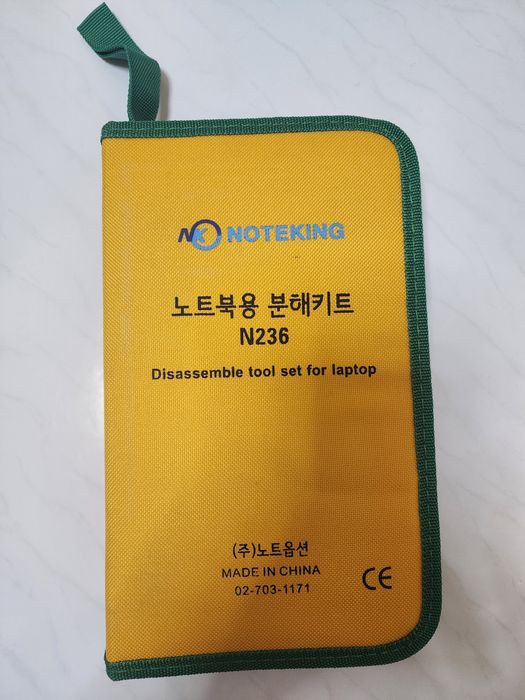 NK NOTEKING
노트북용 분해키트
N236
Disassemble tool set for laptop
(주)노트옵션
MADE IN CHINA
02-703-1171
CE